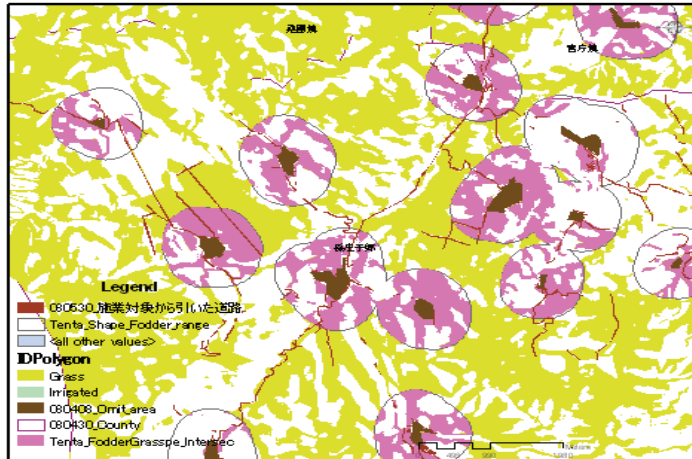 Legend
080530_施業対象から引いた道路
Tenta_Shape_Fodder_range
<all other values>
IDPolygon
Grass
Irrigated
080408_Omit_area
080430_County
Tenta_FodderGrasspe_Intersec